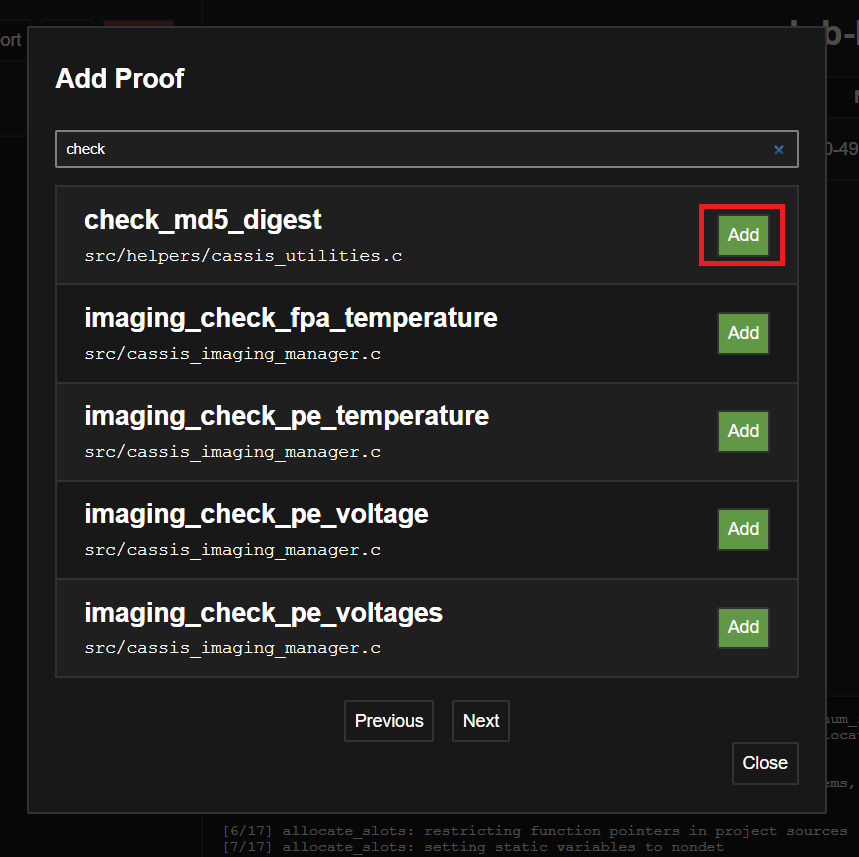 ort
Add Proof
check
check_md5_digest
src/helpers/cassis_utilities.c
Add
imaging_check_fpa_temperature
src/cassis_imaging_manager.c
Add
imaging_check_pe_temperature
src/cassis_imaging_manager.c
Add
imaging_check_pe_voltage
src/cassis_imaging_manager.c
Add
imaging_check_pe_voltages
src/cassis_imaging_manager.c
Add
Previous Next
Close
[6/17] allocate_slots: restricting function pointers in project sources
[7/17] allocate_slots: setting static variables to nondet